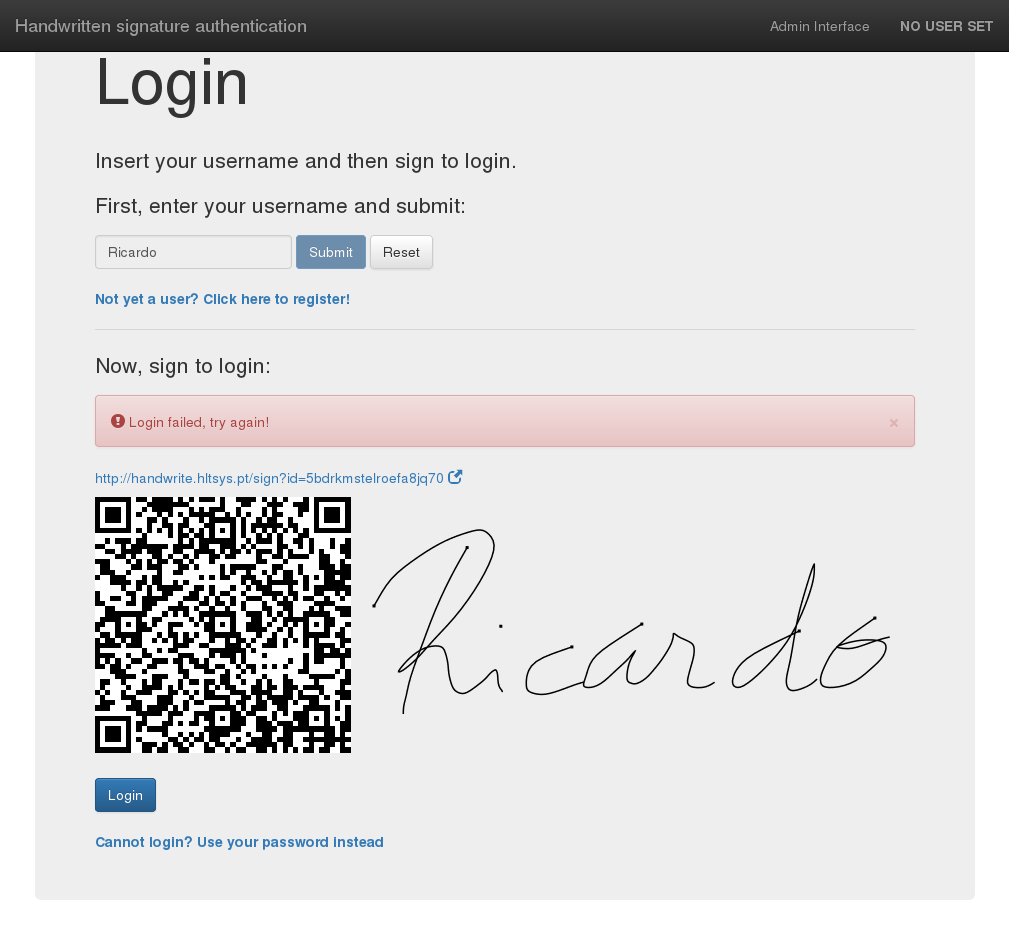 Handwritten signature authentication Admin Interface NO USER SET
Login
Insert your username and then sign to login.
First, enter your username and submit:
Ricardo Submit Reset
Not yet a user? Click here to register!
Now, sign to login:
Login failed, try again! ×
http://handwrite.hltsys.pt/sign?id=5bdrkmstelroefa8jq70
Ricardo
Login
Cannot login? Use your password instead